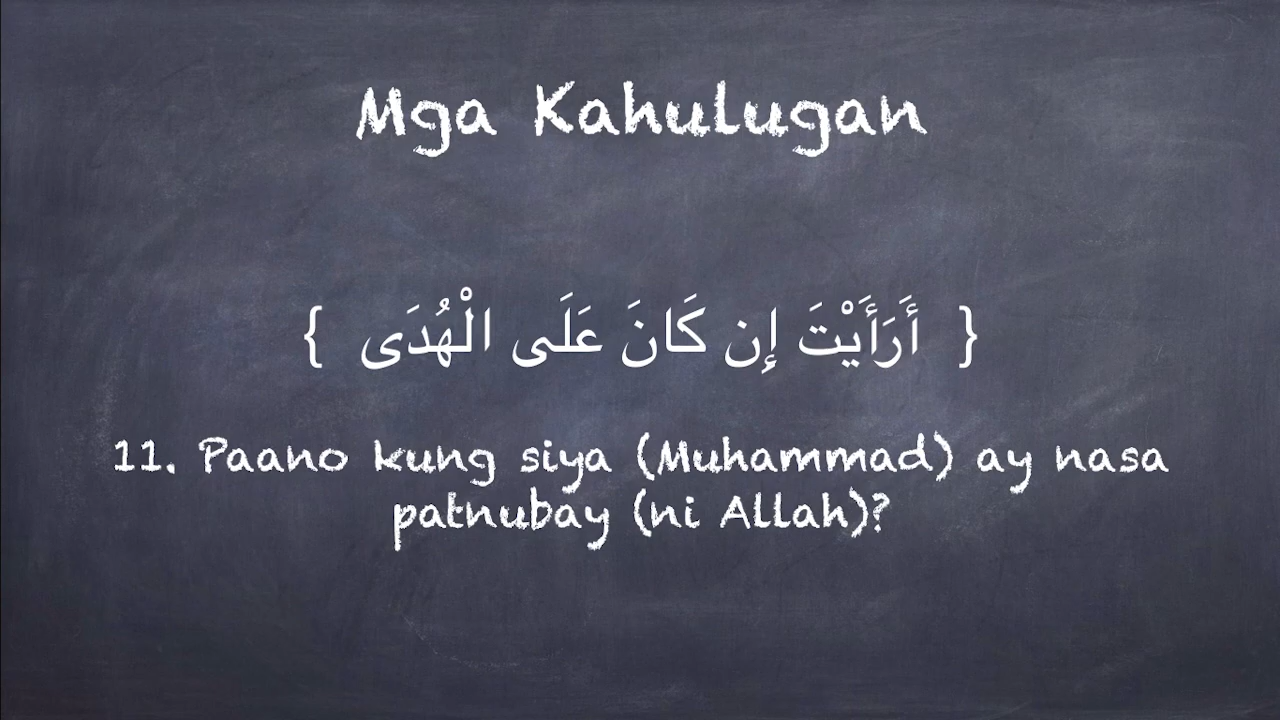 Mga Kahulugan
{ أَرَأَيْتَ إِن كَانَ عَلَى الْهُدَى }
11. Paano kung siya (Muhammad) ay nasa
patnubay (ni Allah)?